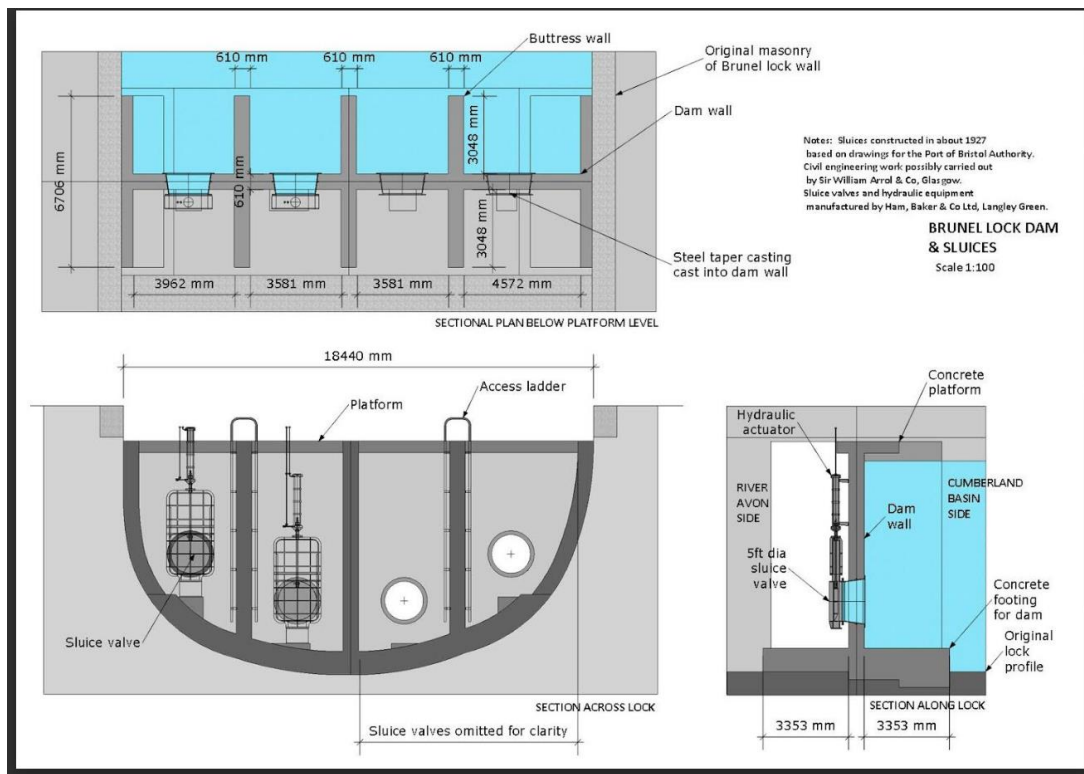 610 mm
610 mm
610 mm
Buttress wall
Original masonry
of Brunel lock wall
Dam wall
6706 mm
3048 mm
610 mm
3048 mm
Steel taper casting
cast into dam wall
3962 mm
3581 mm
3581 mm
4572 mm
SECTIONAL PLAN BELOW PLATFORM LEVEL
Notes: Sluices constructed in about 1927
based on drawings for the Port of Bristol Authority.
Civil engineering work possibly carried out
by Sir William Arrol & Co, Glasgow.
Sluice valves and hydraulic equipment
manufactured by Ham, Baker & Co Ltd, Langley Green.
BRUNEL LOCK DAM
& SLUICES
Scale 1:100
18440 mm
Platform
Access ladder
Sluice valve
SECTION ACROSS LOCK
Sluice valves omitted for clarity
Concrete
platform
Hydraulic
actuator
RIVER
AVON
SIDE
CUMBERLAND
BASIN
SIDE
Dam
wall
5ft dia
sluice
valve
Concrete
footing
for dam
Original
lock
profile
SECTION ALONG LOCK
3353 mm
3353 mm